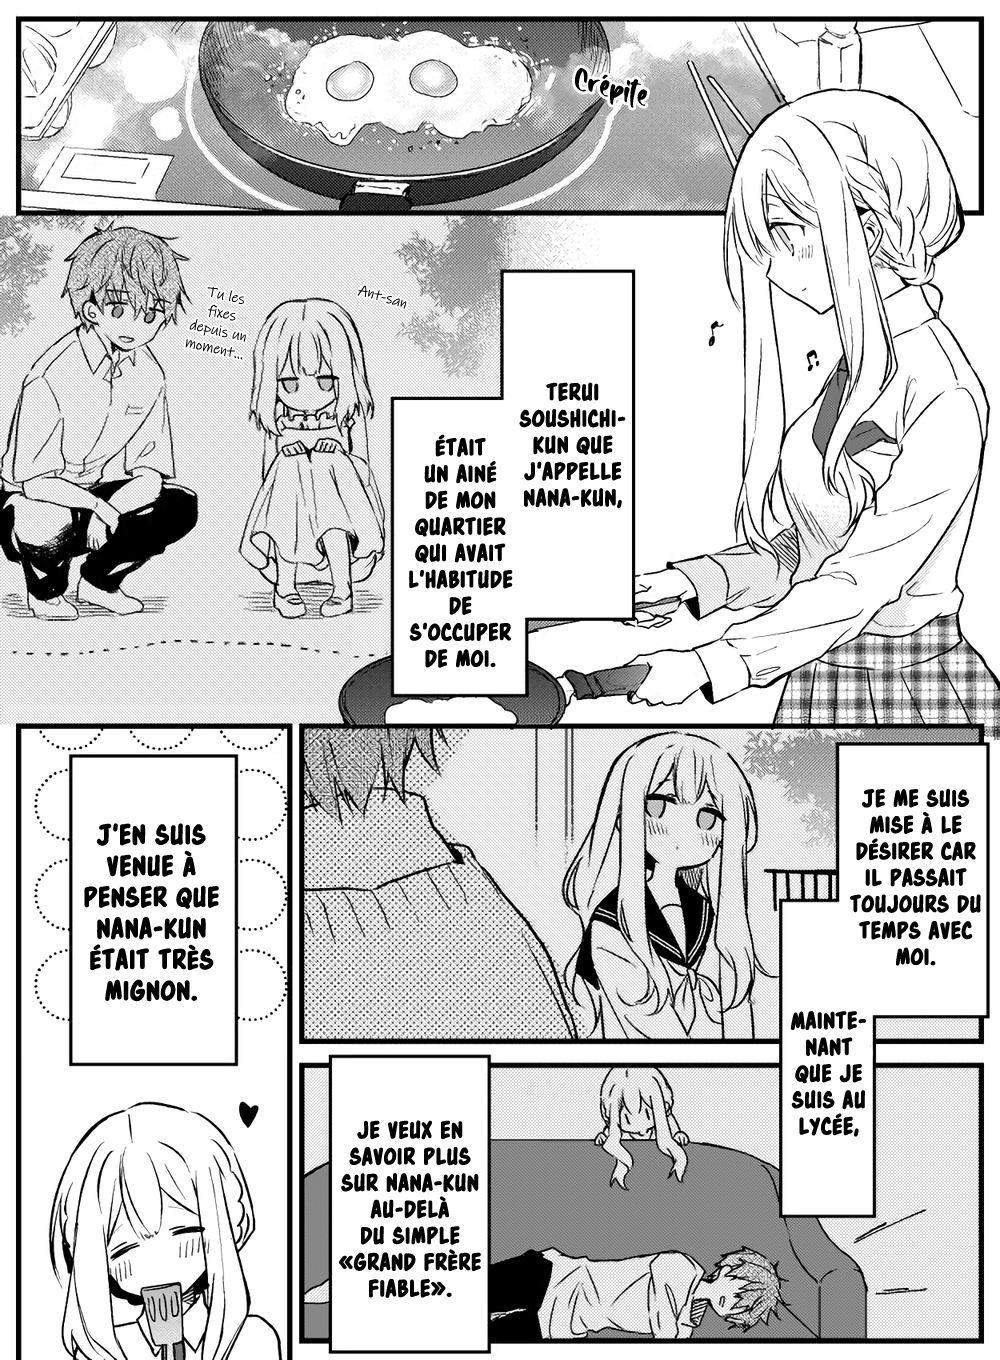 Crépite
TERUI
SOUSHICHI-
KUN QUE
J'APPELLE
NANA-KUN,
ÉTAIT
UN AINÉ
DE MON
QUARTIER
QUI AVAIT
L'HABITUDE
DE
S'OCCUPER
DE MOI.
Ant-san
Tu les
fixes
depuis un
moment...
JE ME SUIS
MISE À LE
DÉSIRER CAR
IL PASSAIT
TOUJOURS DU
TEMPS AVEC
MOI.
MAINTE-
NANT
QUE JE
SUIS AU
LYCÉE,
JE VEUX EN
SAVOIR PLUS
SUR NANA-KUN
AU-DELÀ
DU SIMPLE
«GRAND FRÈRE
FIABLE».
J'EN SUIS
VENUE À
PENSER QUE
NANA-KUN
ÉTAIT TRÈS
MIGNON.